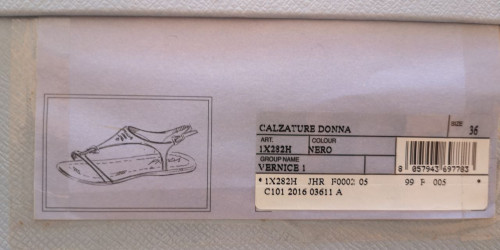 CALZATURE DONNA SIZE 36
ART. COLOUR
1X282H NERO
GROUP NAME
VERNICE 1
8 057943 697783
*1X282H JHR F0002 05 99 F 005 *
C101 2016 03611 A